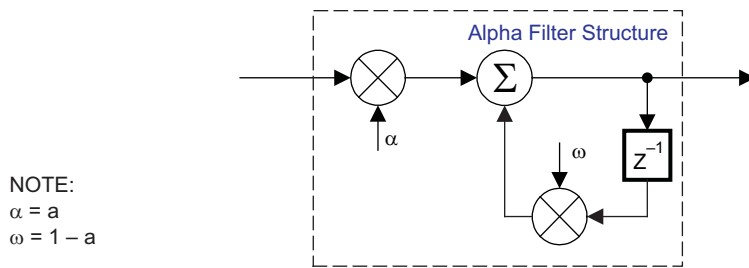 Alpha Filter Structure
Σ
α
ω
Z⁻¹
NOTE:
α = a
ω = 1 – a